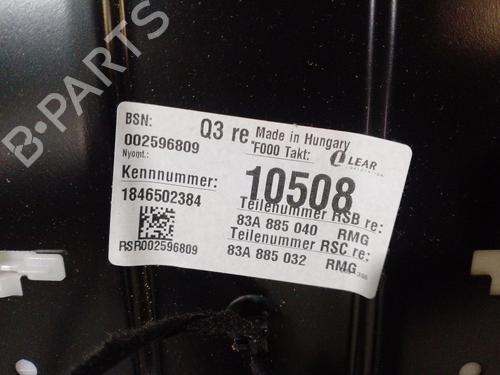 B-PARTS
BSN:
002596809
Nyomt.:
Kennnummer:
1846502384
RSR002596809
Q3 re.
Made in Hungary
F000 Takt:
LEAR
10508
Teilenummer RSB re:
83A 885 040 RMG
Teilenummer RSC re:
83A 885 032 RMG